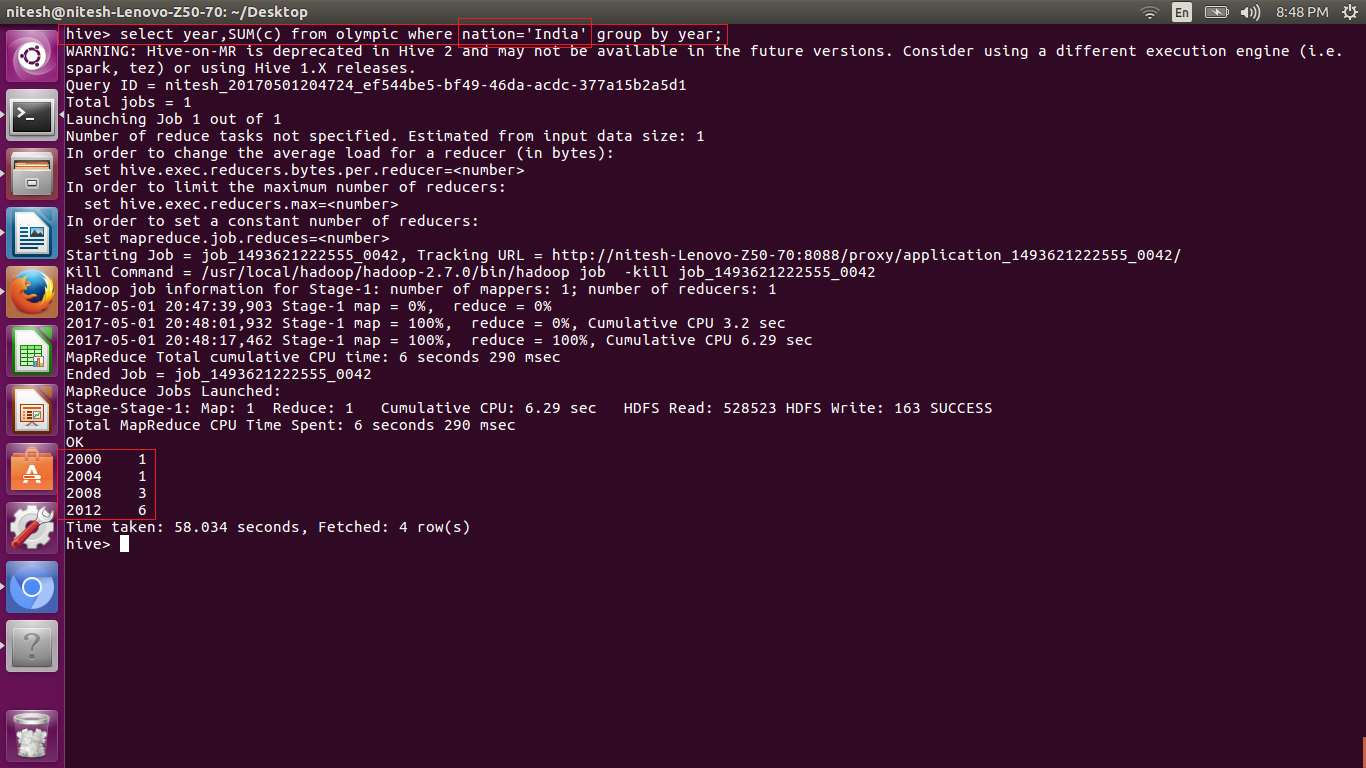 nitesh@nitesh-Lenovo-Z50-70: ~/Desktop
En
8:48 PM
hive> select year,SUM(c) from olympic where nation='India' group by year;
WARNING: Hive-on-MR is deprecated in Hive 2 and may not be available in the future versions. Consider using a different execution engine (i.e.
spark, tez) or using Hive 1.X releases.
Query ID = nitesh_20170501204724_ef544be5-bf49-46da-acdc-377a15b2a5d1
Total jobs = 1
Launching Job 1 out of 1
Number of reduce tasks not specified. Estimated from input data size: 1
In order to change the average load for a reducer (in bytes):
  set hive.exec.reducers.bytes.per.reducer=<number>
In order to limit the maximum number of reducers:
  set hive.exec.reducers.max=<number>
In order to set a constant number of reducers:
  set mapreduce.job.reduces=<number>
Starting Job = job_1493621222555_0042, Tracking URL = http://nitesh-Lenovo-Z50-70:8088/proxy/application_1493621222555_0042/
Kill Command = /usr/local/hadoop/hadoop-2.7.0/bin/hadoop job  -kill job_1493621222555_0042
Hadoop job information for Stage-1: number of mappers: 1; number of reducers: 1
2017-05-01 20:47:39,903 Stage-1 map = 0%,  reduce = 0%
2017-05-01 20:48:01,932 Stage-1 map = 100%,  reduce = 0%, Cumulative CPU 3.2 sec
2017-05-01 20:48:17,462 Stage-1 map = 100%,  reduce = 100%, Cumulative CPU 6.29 sec
MapReduce Total cumulative CPU time: 6 seconds 290 msec
Ended Job = job_1493621222555_0042
MapReduce Jobs Launched:
Stage-Stage-1: Map: 1  Reduce: 1   Cumulative CPU: 6.29 sec   HDFS Read: 528523 HDFS Write: 163 SUCCESS
Total MapReduce CPU Time Spent: 6 seconds 290 msec
OK
2000    1
2004    1
2008    3
2012    6
Time taken: 58.034 seconds, Fetched: 4 row(s)
hive>